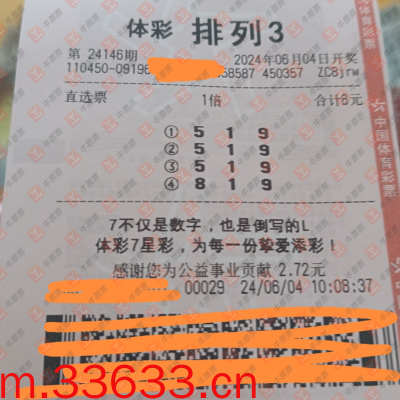 体彩 排列3
第 24146期 2024年06月04日开奖
110450-09196 58587 450357 ZC8jrw
直选票 1倍 合计8元
① 5 1 9
② 5 1 9
③ 5 1 9
④ 8 1 9
7不仅是数字，也是倒写的L
体彩7星彩，为每一份挚爱添彩！
感谢您为公益事业贡献 2.72元
00029 24/06/04 10:08:37
中国体育彩票
体育彩票
m.33633.cn